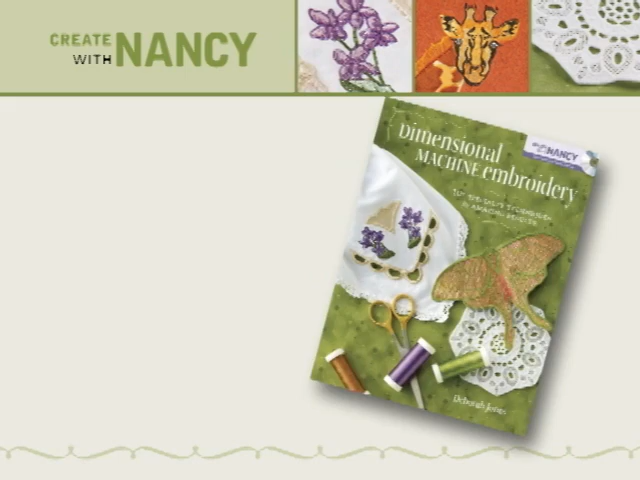 CREATE
WITH NANCY
Dimensional
MACHINE embroidery
NANCY
Deborah Jones